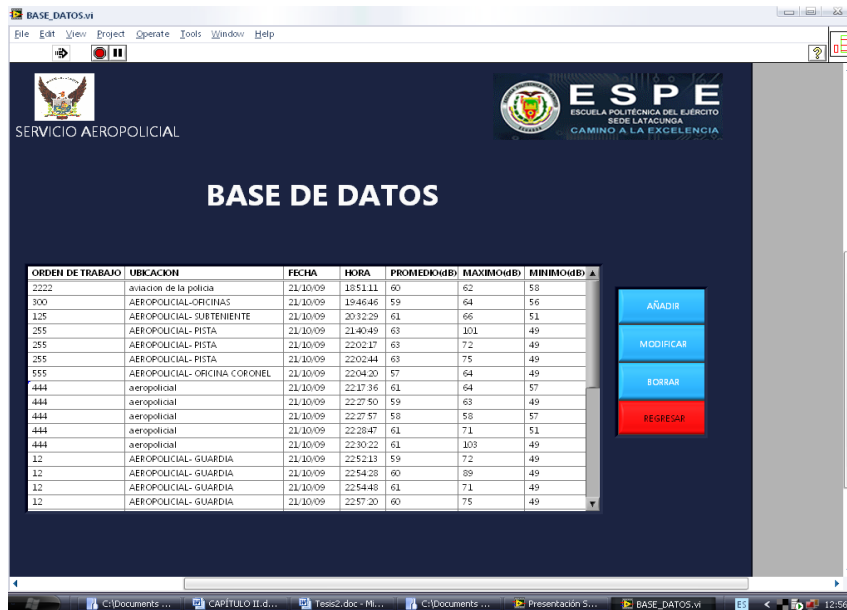 BASE_DATOS.vi
File Edit View Project Operate Tools Window Help
SERVICIO AEROPOLICIAL
ESPE
ESCUELA POLITÉCNICA DEL EJÉRCITO
SEDE LATACUNGA
CAMINO A LA EXCELENCIA
BASE DE DATOS
ORDEN DE TRABAJO UBICACION FECHA HORA PROMEDIO(dB) MAXIMO(dB) MINIMO(dB)
2222 aviacion de la policia 21/10/09 18:51:11 60 62 58
300 AEROPOLICIAL-OFICINAS 21/10/09 19:46:46 59 64 56
125 AEROPOLICIAL- SUBTENIENTE 21/10/09 20:32:29 61 66 51
255 AEROPOLICIAL- PISTA 21/10/09 21:40:49 63 101 49
255 AEROPOLICIAL- PISTA 21/10/09 22:02:17 63 72 49
255 AEROPOLICIAL- PISTA 21/10/09 22:02:44 63 75 49
555 AEROPOLICIAL- OFICINA CORONEL 21/10/09 22:04:20 57 64 49
444 aeropolicial 21/10/09 22:17:36 61 64 57
444 aeropolicial 21/10/09 22:27:50 59 63 49
444 aeropolicial 21/10/09 22:27:57 58 58 57
444 aeropolicial 21/10/09 22:28:47 61 71 51
444 aeropolicial 21/10/09 22:30:22 61 103 49
12 AEROPOLICIAL- GUARDIA 21/10/09 22:52:13 59 72 49
12 AEROPOLICIAL- GUARDIA 21/10/09 22:54:28 60 89 49
12 AEROPOLICIAL- GUARDIA 21/10/09 22:54:48 61 71 49
12 AEROPOLICIAL- GUARDIA 21/10/09 22:57:20 60 75 49
AÑADIR
MODIFICAR
BORRAR
REGRESAR
C:\Documents ... CAPÍTULO II.d... Tesis2.doc - Mi... C:\Documents ... Presentación S... BASE_DATOS.vi ES 12:56